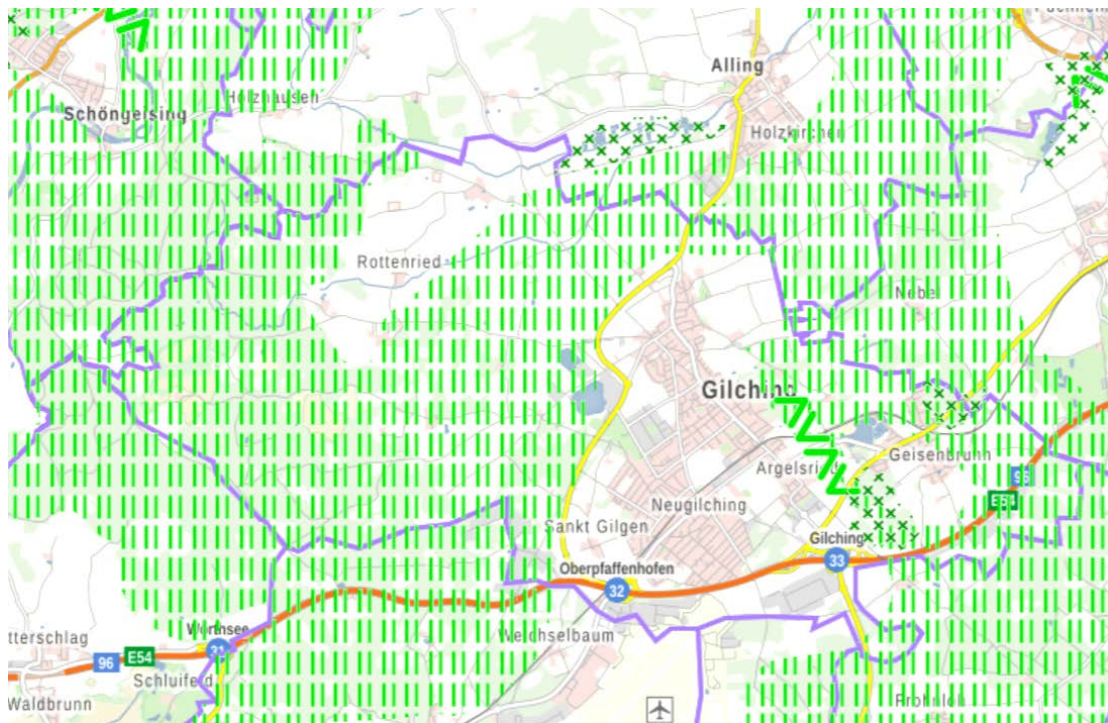 Alling
Holzhausen
Schöngeising
Holzkirchen
Rottenried
Nebel
Gilching
Geisenbrunn
Argelsried
Neugilching
Sankt Gilgen
96
E54
Gilching
33
Oberpfaffenhofen
32
Wörthsee
31
Weichselbaum
tterschlag
96
E54
Schluifeld
Waldbrunn